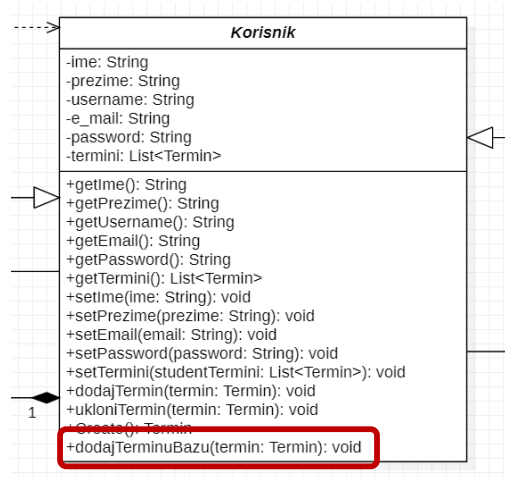 Korisnik
-ime: String
-prezime: String
-username: String
-e_mail: String
-password: String
-termini: List<Termin>
+getIme(): String
+getPrezime(): String
+getUsername(): String
+getEmail(): String
+getPassword(): String
+getTermini(): List<Termin>
+setIme(ime: String): void
+setPrezime(prezime: String): void
+setEmail(email: String): void
+setPassword(password: String): void
+setTermini(studentTermini: List<Termin>): void
+dodajTermin(termin: Termin): void
+ukloniTermin(termin: Termin): void
1
+Create(): Termin
+dodajTerminuBazu(termin: Termin): void